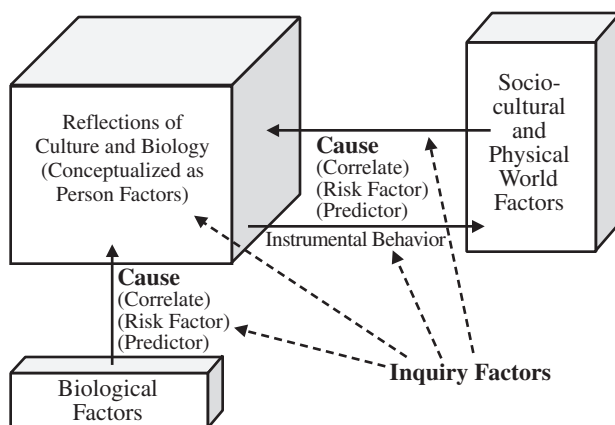 Reflections of
Culture and Biology
(Conceptualized as
Person Factors)
Socio-
cultural
and
Physical
World
Factors
Cause
(Correlate)
(Risk Factor)
(Predictor)
Instrumental Behavior
Cause
(Correlate)
(Risk Factor)
(Predictor)
Inquiry Factors
Biological
Factors